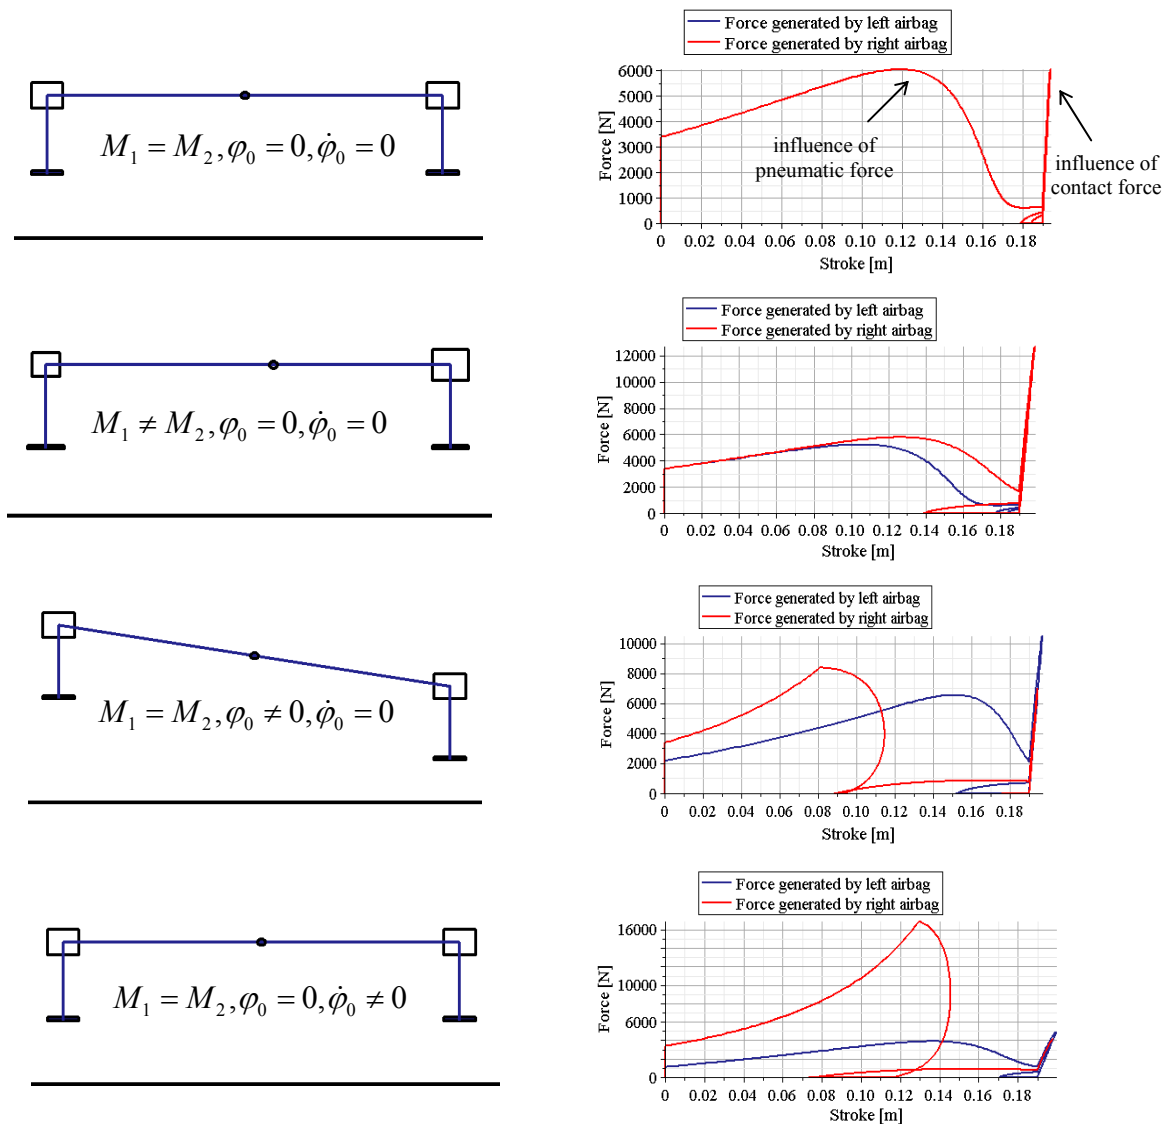 Force generated by left airbag
Force generated by right airbag
M₁ = M₂, φ₀ = 0, φ̇₀ = 0
Force [N]
6000
5000
4000
3000
2000
1000
0
influence of
pneumatic force
influence of
contact force
0 0.02 0.04 0.06 0.08 0.10 0.12 0.14 0.16 0.18
Stroke [m]
Force generated by left airbag
Force generated by right airbag
M₁ ≠ M₂, φ₀ = 0, φ̇₀ = 0
Force [N]
12000
10000
8000
6000
4000
2000
0
0 0.02 0.04 0.06 0.08 0.10 0.12 0.14 0.16 0.18
Stroke [m]
Force generated by left airbag
Force generated by right airbag
M₁ = M₂, φ₀ ≠ 0, φ̇₀ = 0
Force [N]
10000
8000
6000
4000
2000
0
0 0.02 0.04 0.06 0.08 0.10 0.12 0.14 0.16 0.18
Stroke [m]
Force generated by left airbag
Force generated by right airbag
M₁ = M₂, φ₀ = 0, φ̇₀ ≠ 0
Force [N]
16000
10000
6000
0
0 0.02 0.04 0.06 0.08 0.10 0.12 0.14 0.16 0.18
Stroke [m]